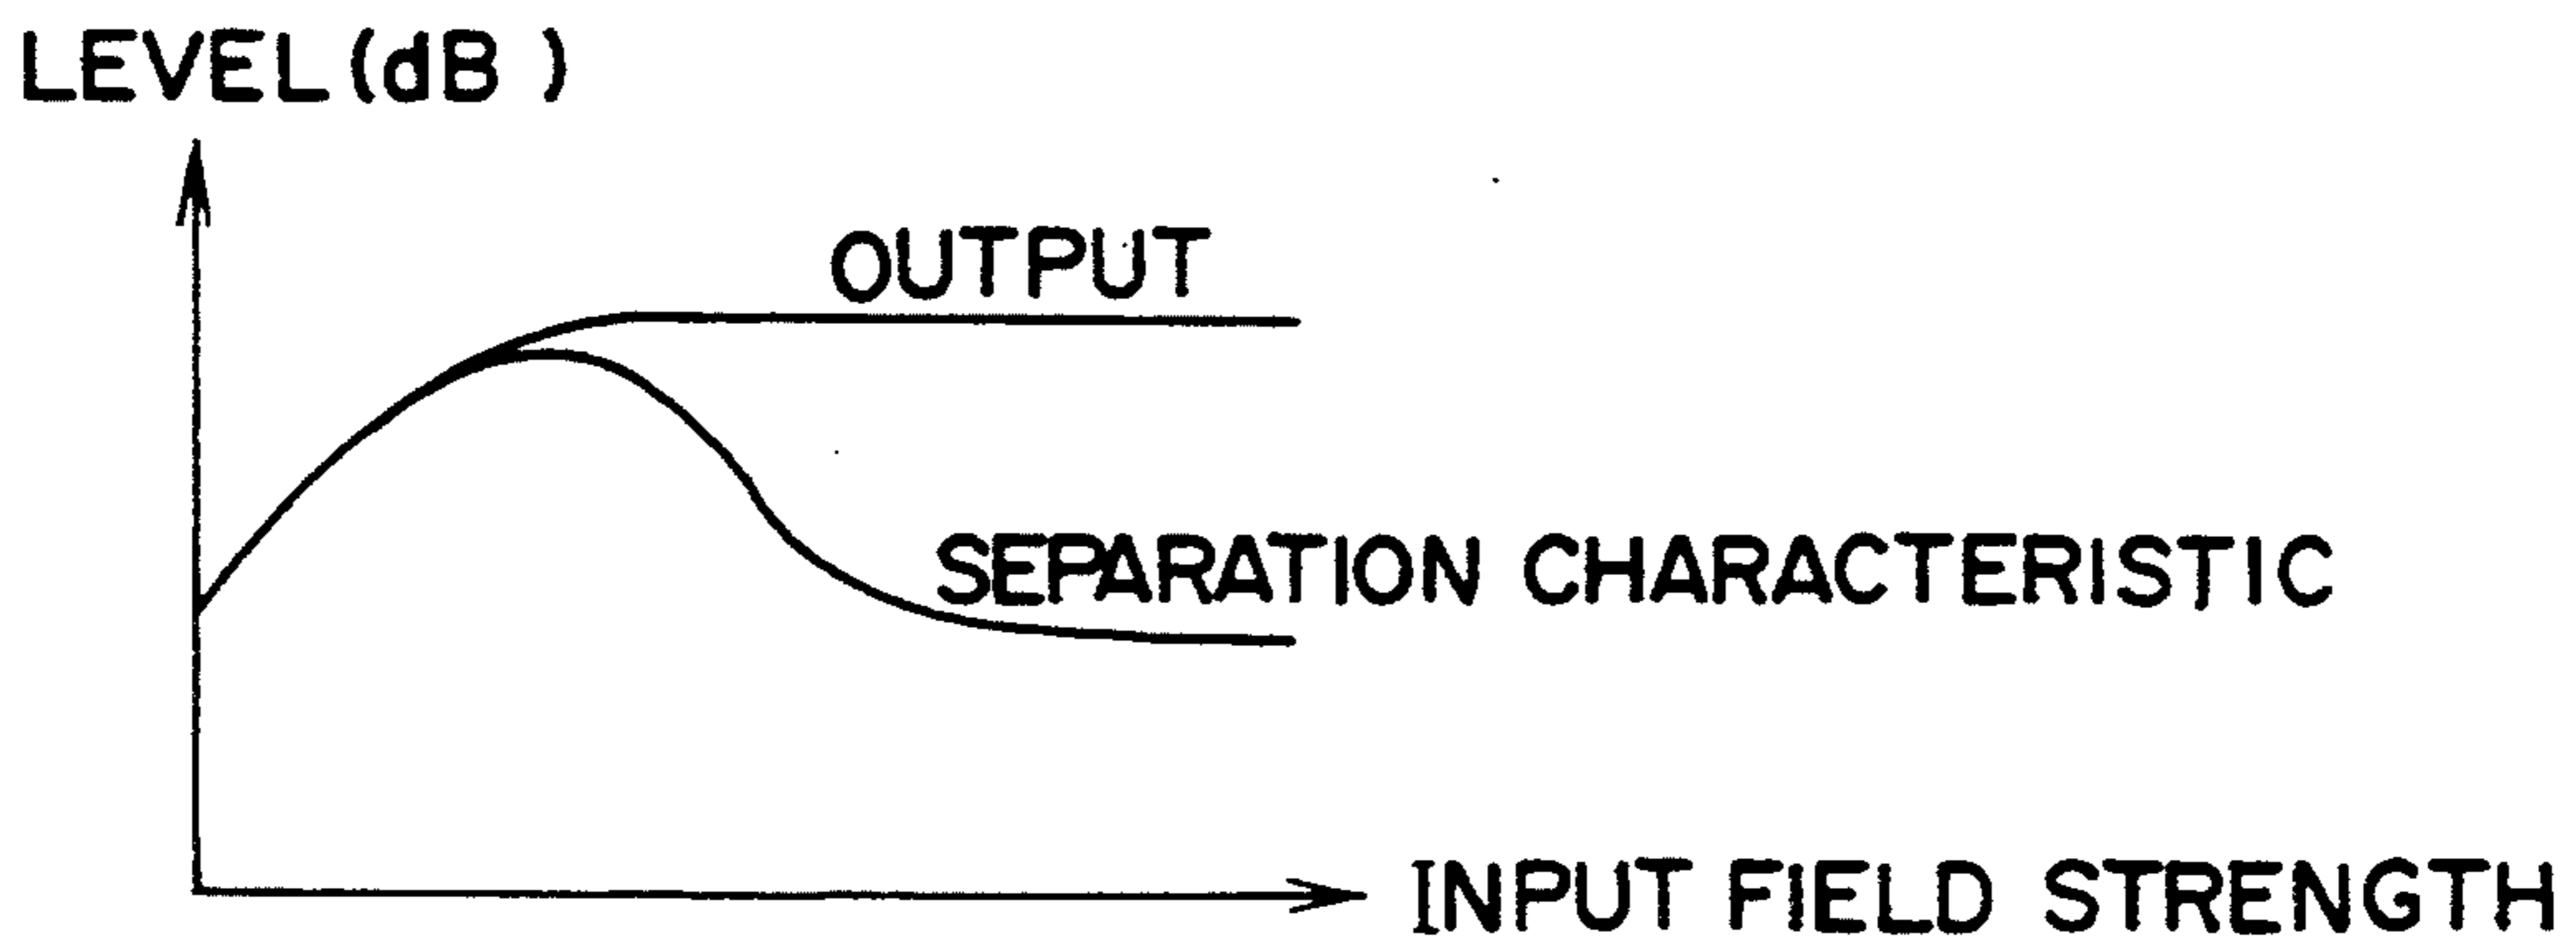 LEVEL(dB )
OUTPUT
SEPARATION CHARACTERISTIC
INPUT FIELD STRENGTH